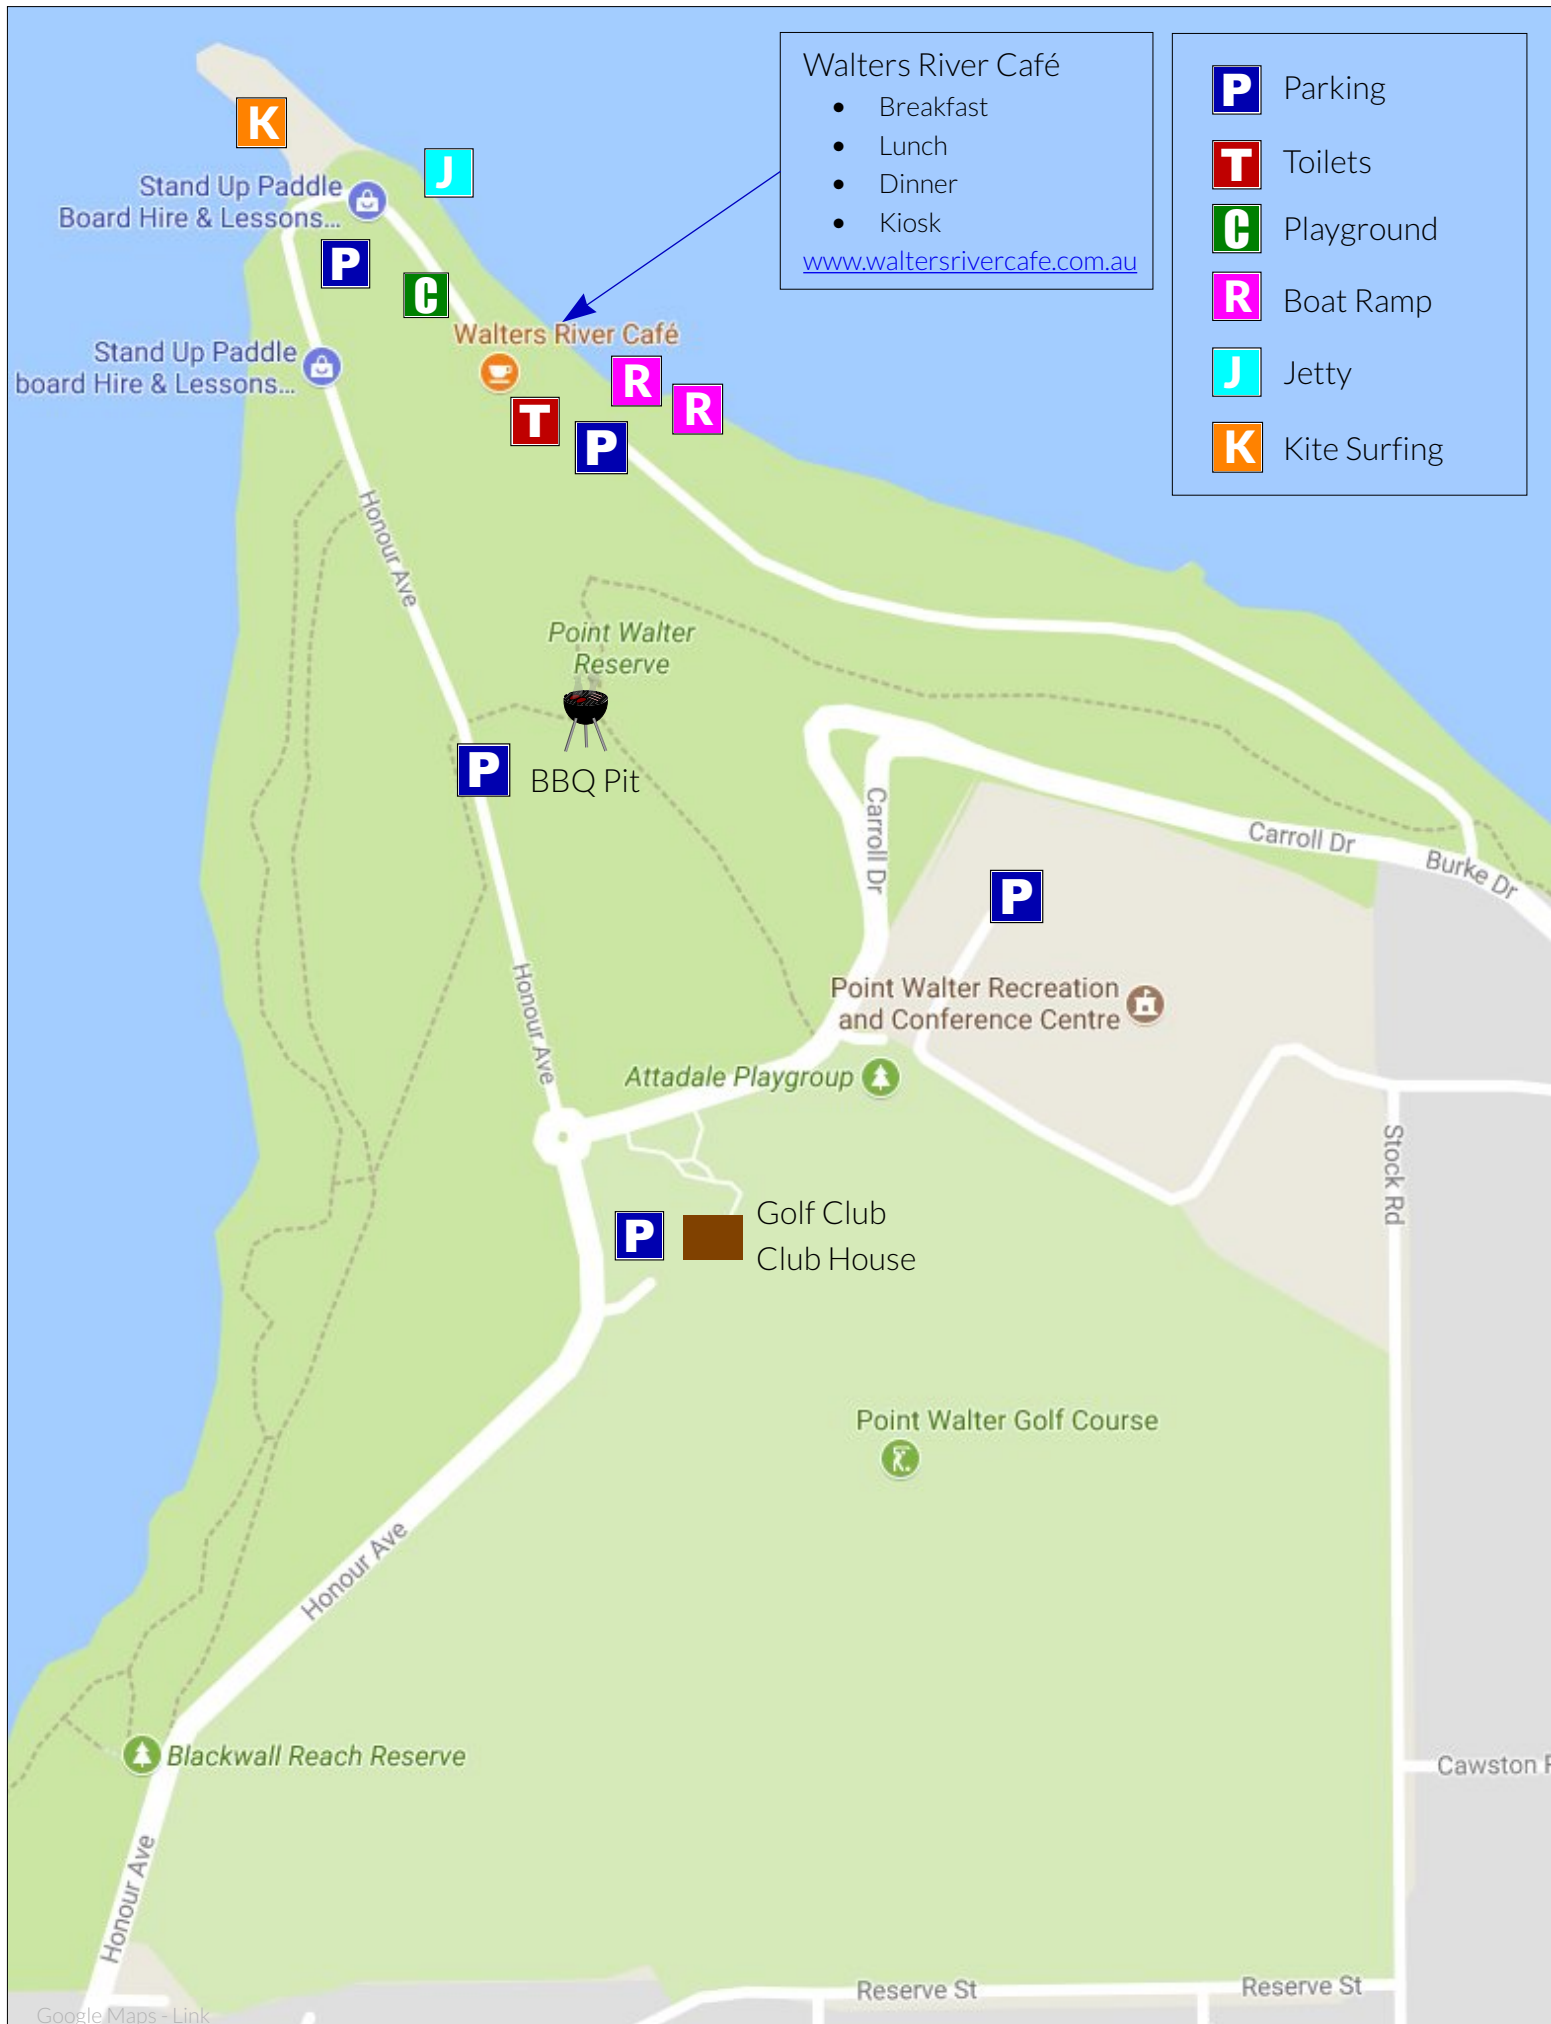 Walters River Café
• Breakfast
• Lunch
• Dinner
• Kiosk
www.waltersrivercafe.com.au
P Parking
T Toilets
C Playground
R Boat Ramp
J Jetty
K Kite Surfing
K
J
Stand Up Paddle
Board Hire & Lessons...
P
C
Walters River Café
Stand Up Paddle
board Hire & Lessons...
R
R
T
P
Honour Ave
Point Walter
Reserve
P
BBQ Pit
Carroll Dr
Carroll Dr
Burke Dr
P
Honour Ave
Point Walter Recreation
and Conference Centre
Attadale Playgroup
Stock Rd
P
Golf Club
Club House
Point Walter Golf Course
Honour Ave
Blackwall Reach Reserve
Cawston
Honour Ave
Reserve St
Reserve St
Google Maps - Link